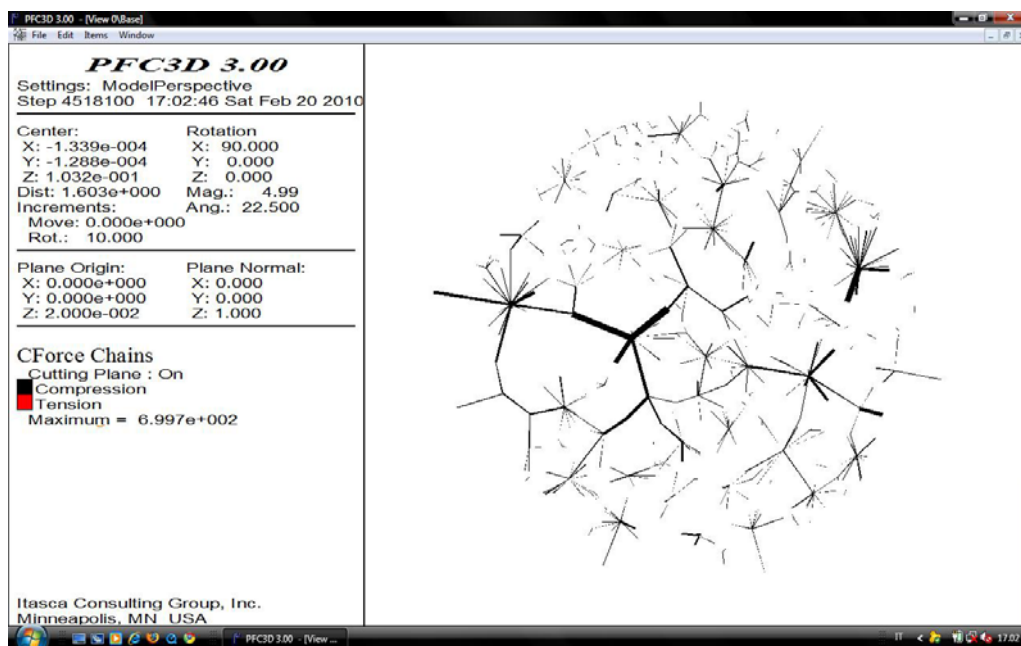 PFC3D 3.00 - [View 0\Base]
File Edit Items Window
PFC3D 3.00
Settings: ModelPerspective
Step 4518100 17:02:46 Sat Feb 20 2010
Center: Rotation
X: -1.339e-004 X: 90.000
Y: -1.288e-004 Y: 0.000
Z: 1.032e-001 Z: 0.000
Dist: 1.603e+000 Mag.: 4.99
Increments: Ang.: 22.500
Move: 0.000e+000
Rot.: 10.000
Plane Origin: Plane Normal:
X: 0.000e+000 X: 0.000
Y: 0.000e+000 Y: 0.000
Z: 2.000e-002 Z: 1.000
CForce Chains
Cutting Plane : On
Compression
Tension
Maximum = 6.997e+002
Itasca Consulting Group, Inc.
Minneapolis, MN USA
PFC3D 3.00 - [View ...
IT
17.02